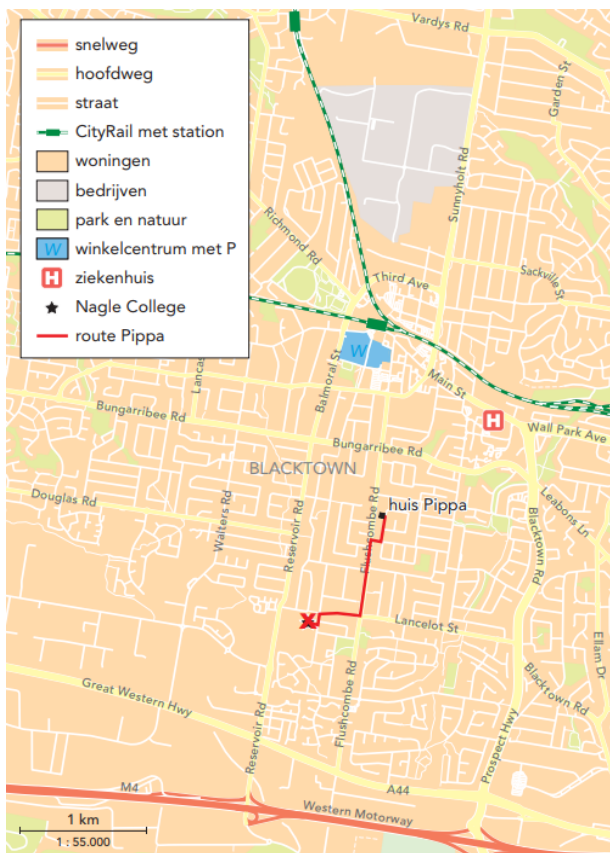 snelweg
hoofdweg
straat
CityRail met station
woningen
bedrijven
park en natuur
W winkelcentrum met P
H ziekenhuis
Nagle College
route Pippa
Vardys Rd
Garden St
Sunnyholt Rd
Richmond Rd
Third Ave
Sackville St
W
Balmoral St
Main St
Lancas
H
Bungarribee Rd
Bungarribee Rd
Wall Park Ave
BLACKTOWN
Douglas Rd
Walters Rd
Reservoir Rd
Flushcombe Rd
huis Pippa
Blacktown Rd
Leabons Ln
X
Lancelot St
Great Western Hwy
Reservoir Rd
Flushcombe Rd
Prospect Hwy
Blacktown Rd
Ellam Dr
M4
A44
Western Motorway
1 km
1 : 55.000